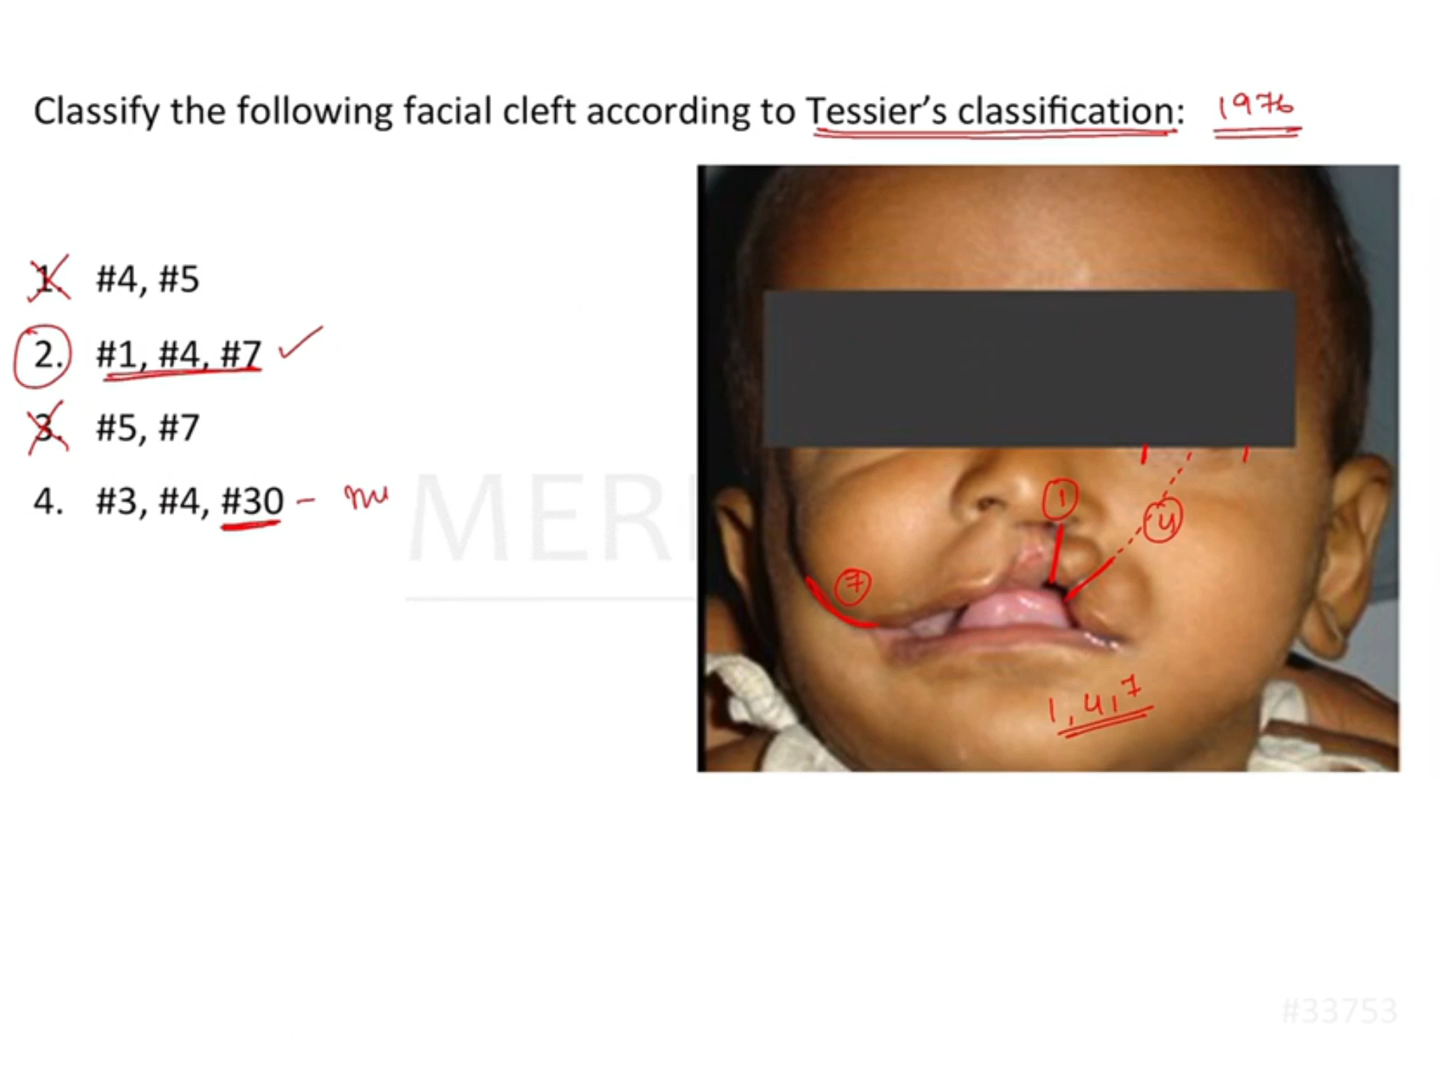 Classify the following facial cleft according to Tessier's classification: 1976
1. #4, #5
2. #1, #4, #7
3. #5, #7
4. #3, #4, #30 –
1
4
7
1, 4, 7
#33753